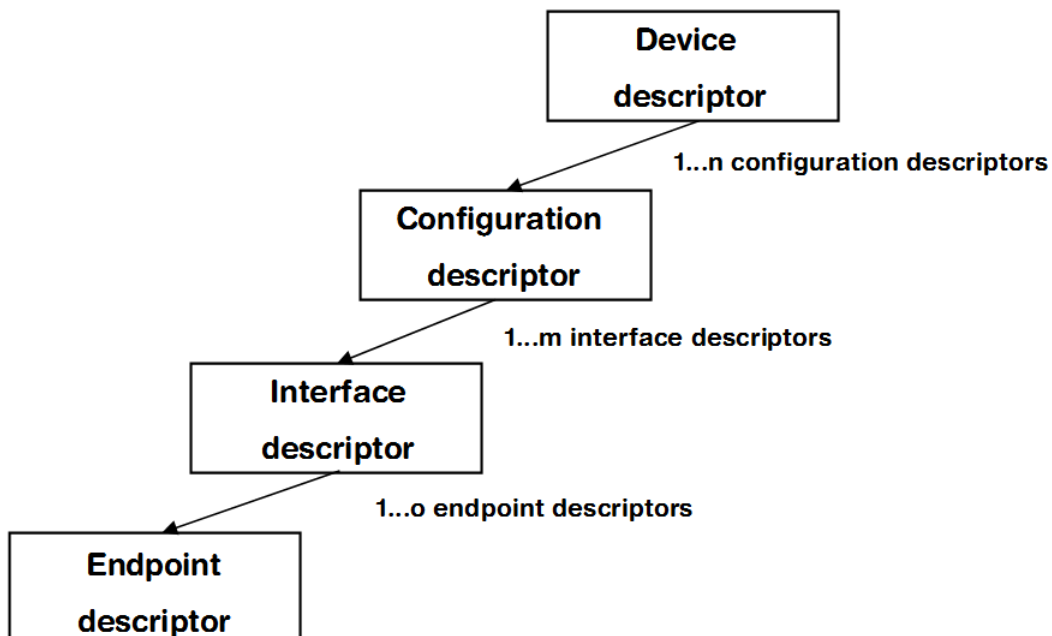 Device
descriptor
1...n configuration descriptors
Configuration
descriptor
1...m interface descriptors
Interface
descriptor
1...o endpoint descriptors
Endpoint
descriptor